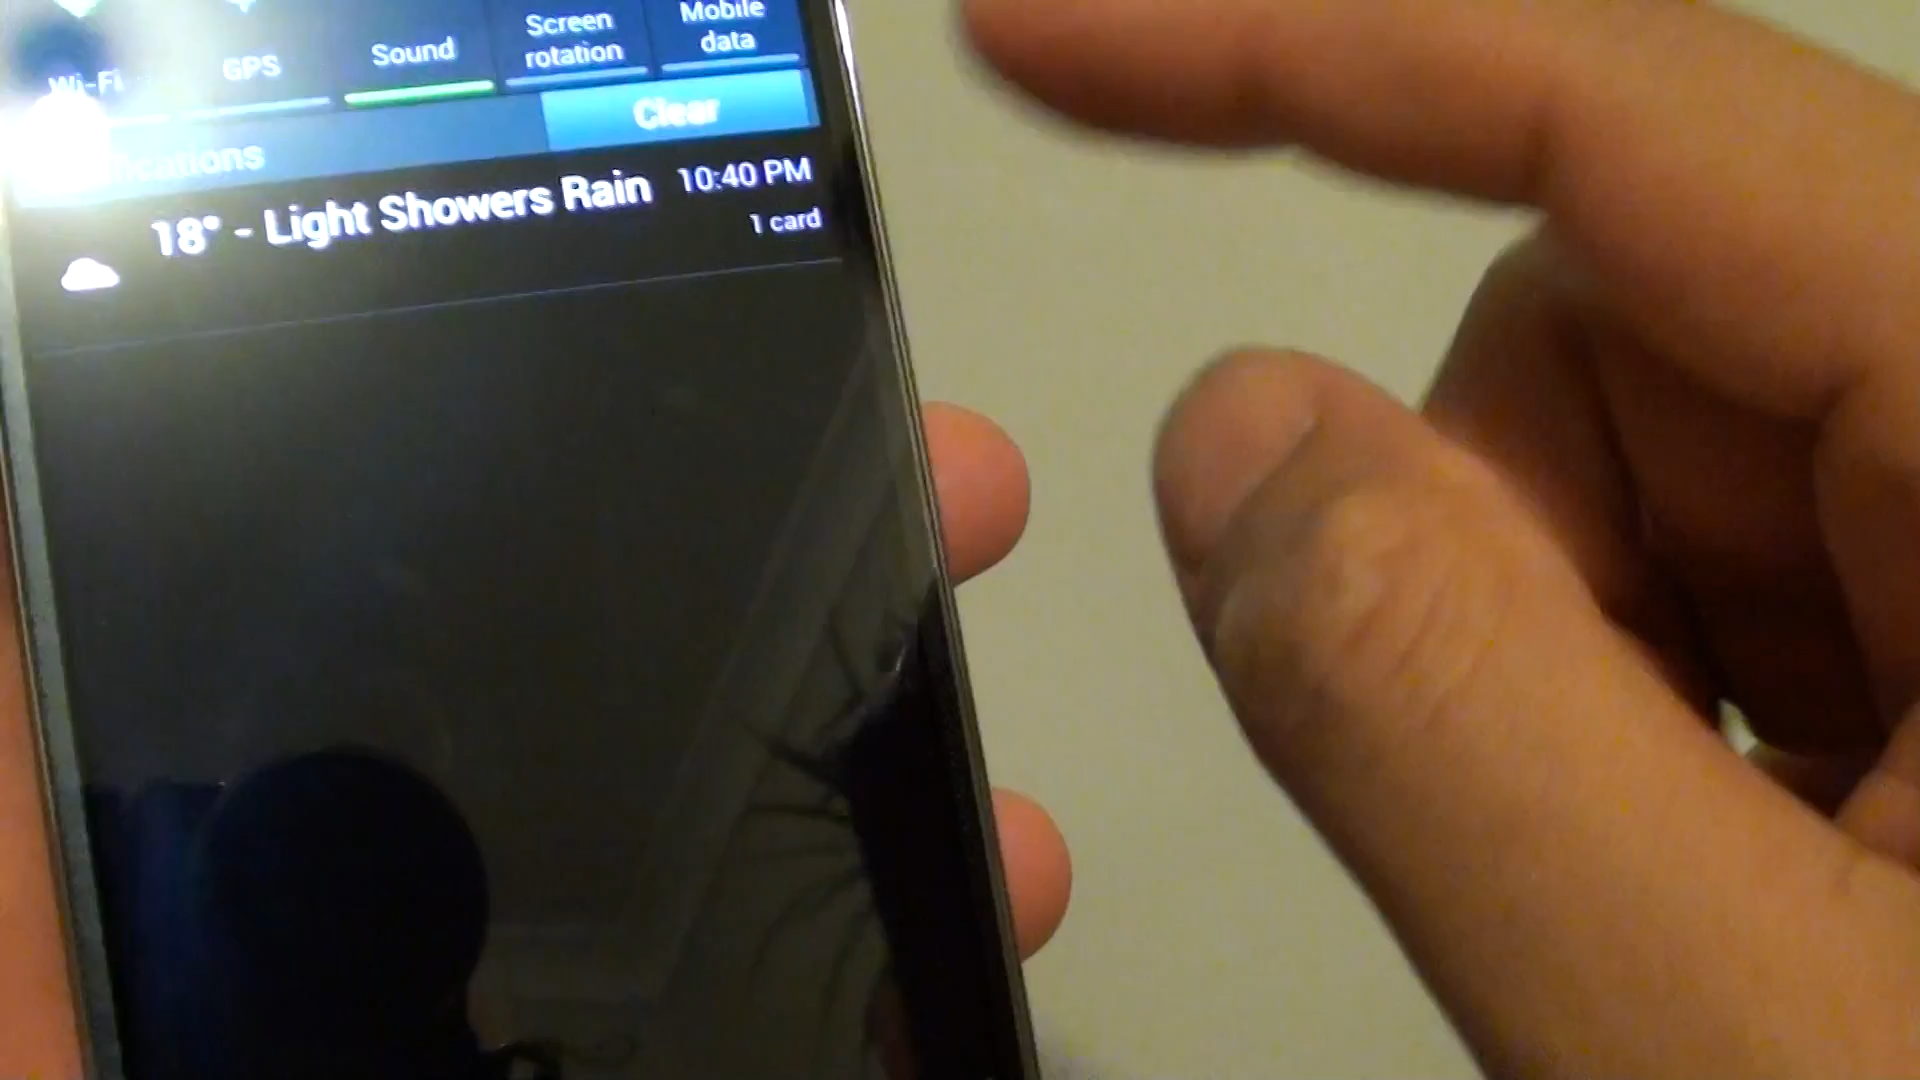 Wi-Fi
GPS
Sound
Screen
rotation
Mobile
data
Clear
18° - Light Showers Rain
10:40 PM
1 card